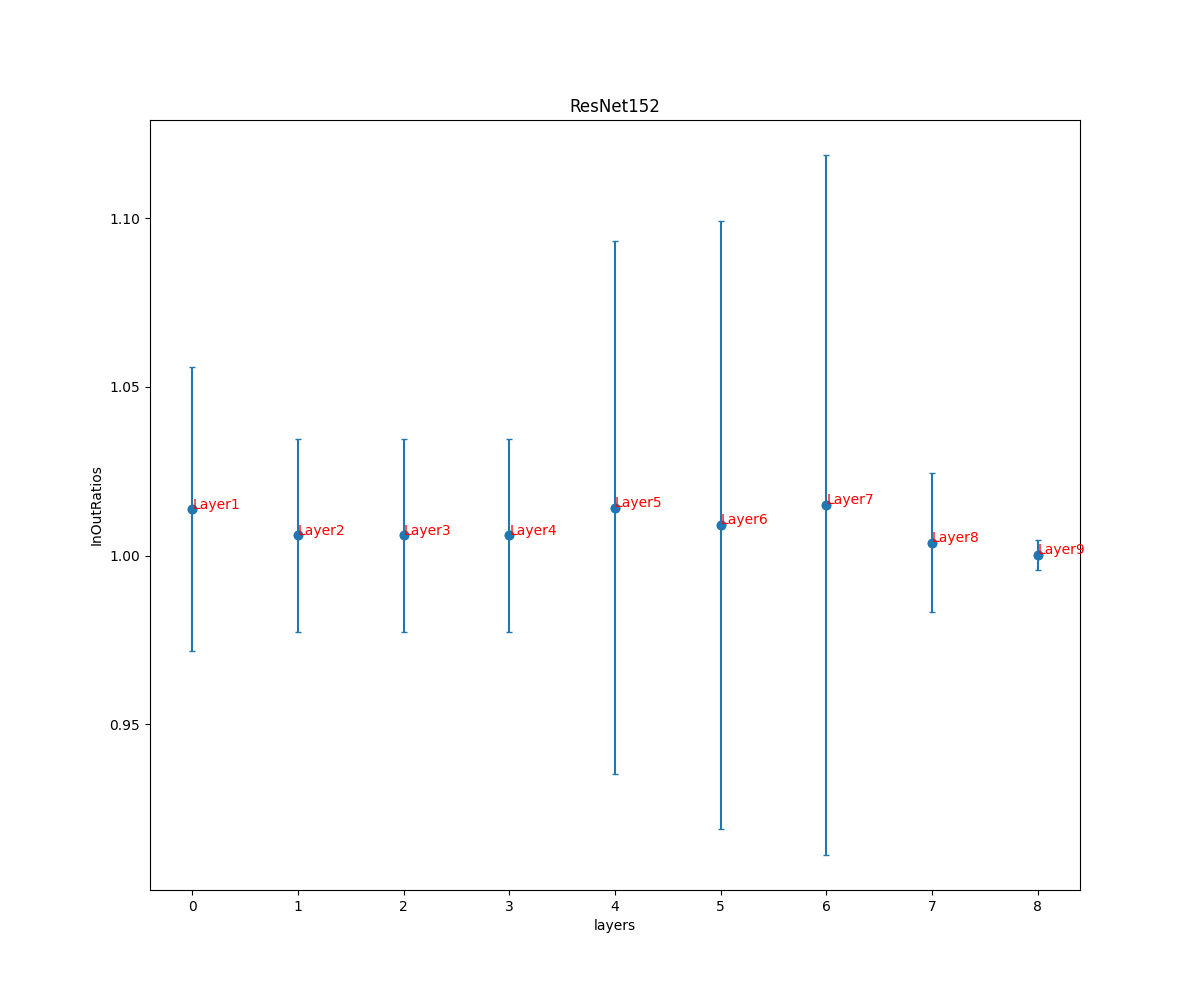 ResNet152
1.10
1.05
1.00
0.95
InOutRatios
Layer1
Layer2
Layer3
Layer4
Layer5
Layer6
Layer7
Layer8
Layer9
0 1 2 3 4 5 6 7 8
layers